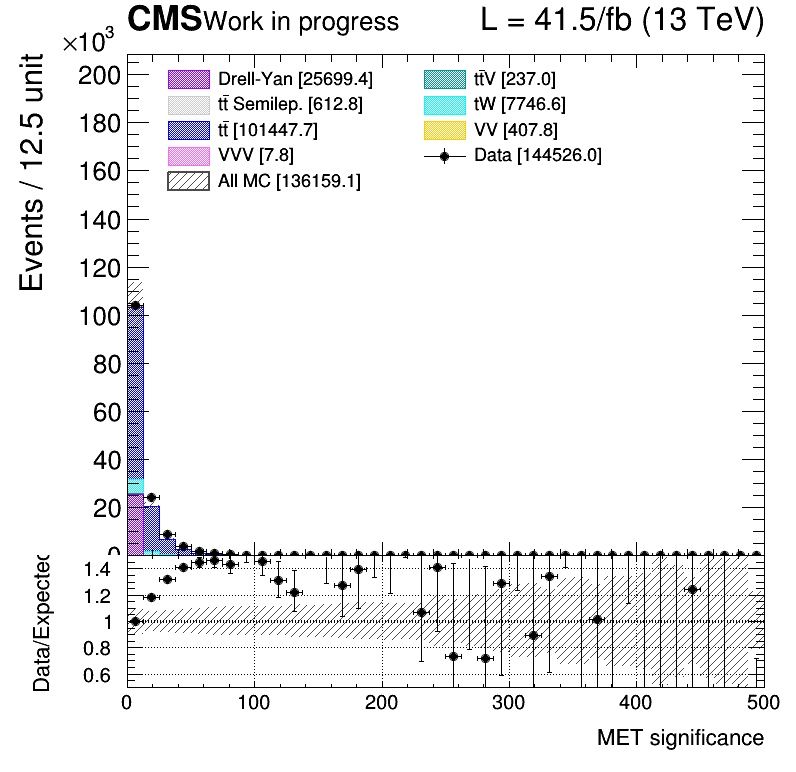 CMS Work in progress L = 41.5/fb (13 TeV)
×10³
Events / 12.5 unit
200
180
160
140
120
100
80
60
40
20
0
Drell-Yan [25699.4]
tt̄ Semilep. [612.8]
tt̄ [101447.7]
VVV [7.8]
All MC [136159.1]
tt̄V [237.0]
tW [7746.6]
VV [407.8]
Data [144526.0]
Data/Expected
1.4
1.2
1
0.8
0.6
0 100 200 300 400 500
MET significance